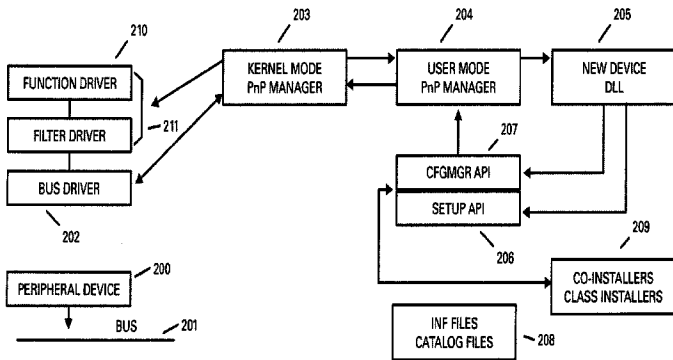 210
203
204
205
FUNCTION DRIVER
KERNEL MODE
PnP MANAGER
USER MODE
PnP MANAGER
NEW DEVICE
DLL
211
FILTER DRIVER
207
BUS DRIVER
CFGMGR API
SETUP API
202
206
209
200
CO-INSTALLERS
CLASS INSTALLERS
PERIPHERAL DEVICE
BUS
201
INF FILES
CATALOG FILES
208